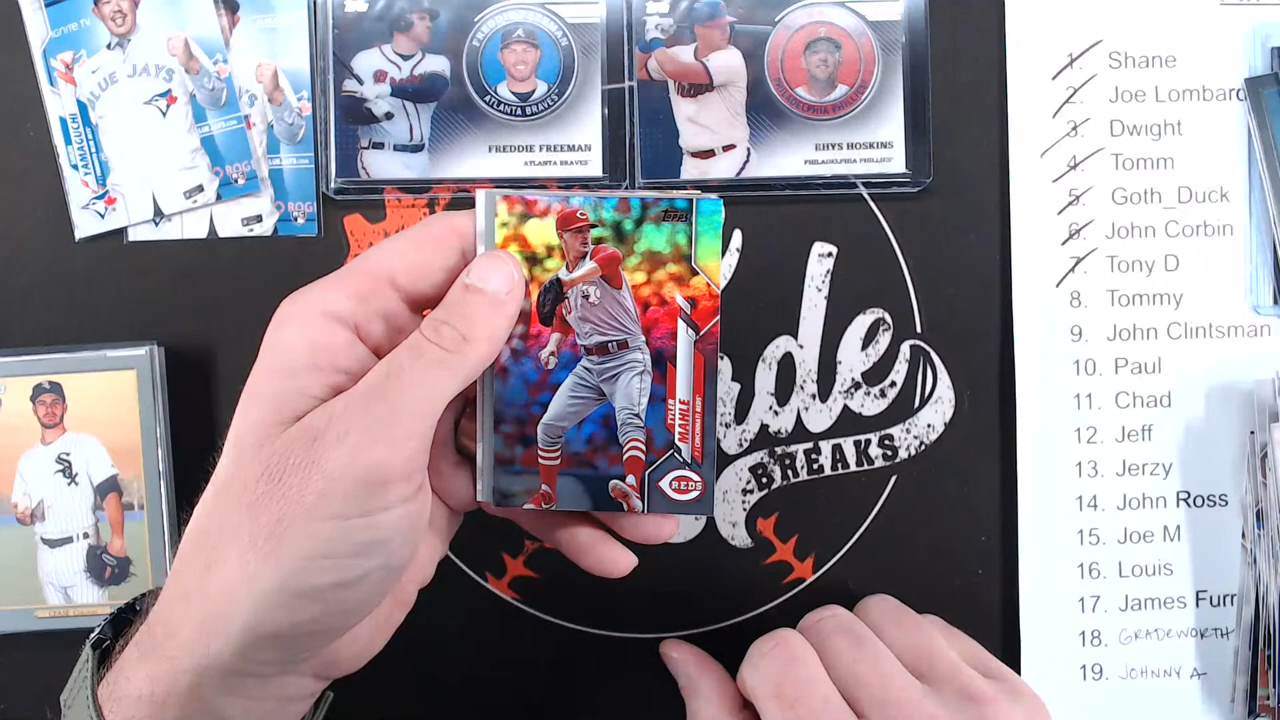 BLUE JAYS
YAMAGUCHI
Topps
FREDDIE FREEMAN
ATLANTA BRAVES
FREDDIE FREEMAN
ATLANTA BRAVES
PHILADELPHIA PHILLIES
RHYS HOSKINS
PHILADELPHIA PHILLIES
Topps
TYLER
MAHLE
P | CINCINNATI REDS
REDS
BREAKS
1. Shane
2. Joe Lombard
3. Dwight
4. Tomm
5. Goth_Duck
6. John Corbin
7. Tony D
8. Tommy
9. John Clintsman
10. Paul
11. Chad
12. Jeff
13. Jerzy
14. John Ross
15. Joe M
16. Louis
17. James Furr
18. GRADEWORTH
19. JOHNNY A